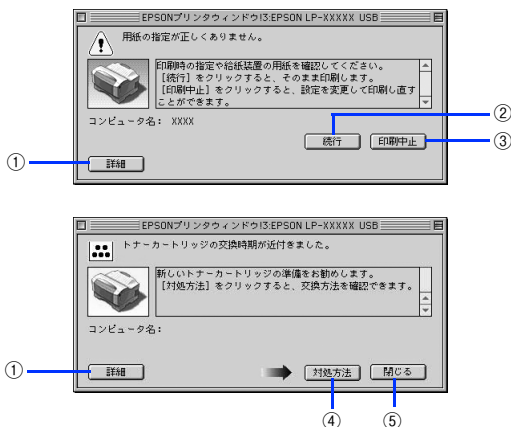 EPSONプリンタウィンドウ!3:EPSON LP-XXXXX USB
用紙の指定が正しくありません。
印刷時の指定や給紙装置の用紙を確認してください。
[続行]をクリックすると、そのまま印刷します。
[印刷中止]をクリックすると、設定を変更して印刷し直す
ことができます。
コンピュータ名: XXXX
②
続行
印刷中止
③
①
詳細
EPSONプリンタウィンドウ!3:EPSON LP-XXXXX USB
トナーカートリッジの交換時期が近付きました。
新しいトナーカートリッジの準備をお勧めします。
[対処方法]をクリックすると、交換方法を確認できます。
コンピュータ名:
①
詳細
対処方法
閉じる
④
⑤